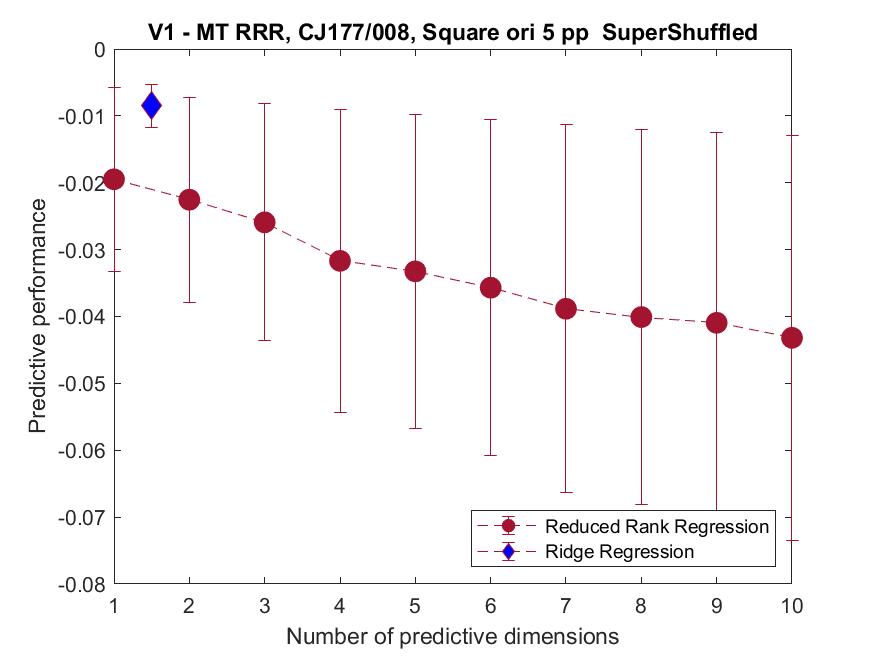 V1 - MT RRR, CJ177/008, Square ori 5 pp  SuperShuffled
0
-0.01
-0.02
-0.03
-0.04
-0.05
-0.06
-0.07
-0.08
Predictive performance
Reduced Rank Regression
Ridge Regression
1 2 3 4 5 6 7 8 9 10
Number of predictive dimensions